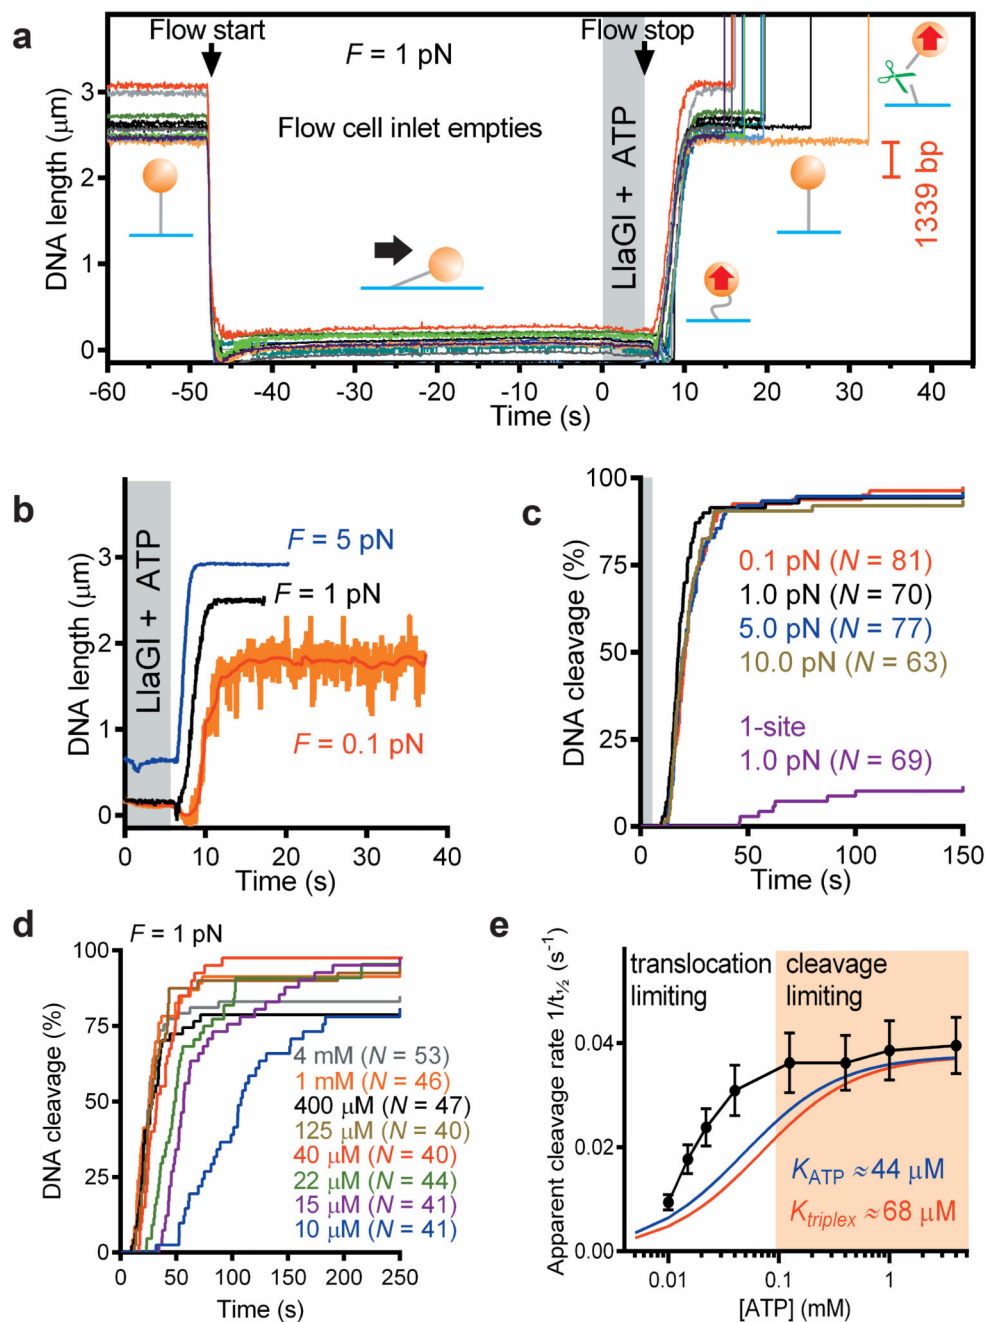 a
Flow start
F = 1 pN
Flow stop
Flow cell inlet empties
LlaGI + ATP
1339 bp
DNA length (μm)
3
2
1
0
-60 -50 -40 -30 -20 -10 0 10 20 30 40
Time (s)
b
LlaGI + ATP
F = 5 pN
F = 1 pN
F = 0.1 pN
DNA length (μm)
3
2
1
0
0 10 20 30 40
Time (s)
c
DNA cleavage (%)
100
75
50
25
0
0.1 pN (N = 81)
1.0 pN (N = 70)
5.0 pN (N = 77)
10.0 pN (N = 63)
1-site
1.0 pN (N = 69)
0 50 100 150
Time (s)
d
F = 1 pN
DNA cleavage (%)
100
75
50
25
0
4 mM (N = 53)
1 mM (N = 46)
400 μM (N = 47)
125 μM (N = 40)
40 μM (N = 40)
22 μM (N = 44)
15 μM (N = 41)
10 μM (N = 41)
0 50 100 150 200 250
Time (s)
e
translocation
limiting
cleavage
limiting
Apparent cleavage rate 1/t½ (s⁻¹)
0.04
0.02
0.00
K_ATP ≈ 44 μM
K_triplex ≈ 68 μM
0.01 0.1 1
[ATP] (mM)